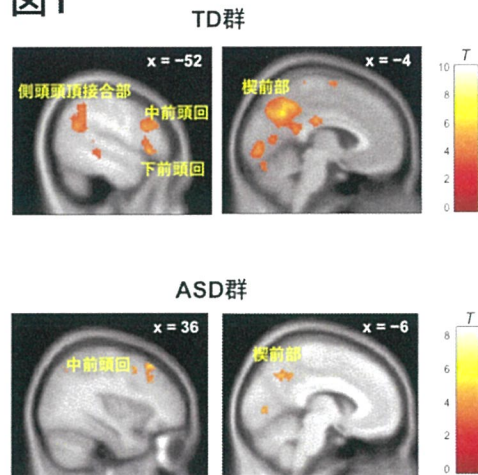 図1
TD群
x = −52
側頭頭頂接合部
中前頭回
下前頭回
x = −4
楔前部
T
10
8
6
4
2
0
ASD群
x = 36
中前頭回
x = −6
楔前部
T
8
6
4
2
0